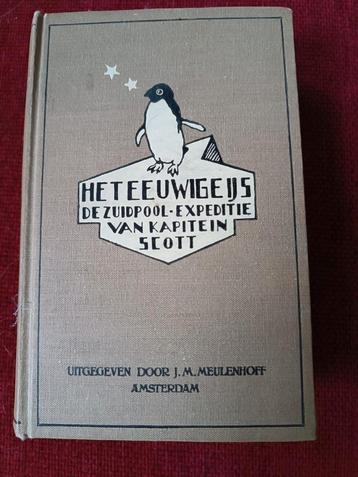 HET EEUWIGE IJS
DE ZUIDPOOL-EXPEDITIE
VAN KAPITEIN
SCOTT
UITGEGEVEN DOOR J.M. MEULENHOFF
AMSTERDAM